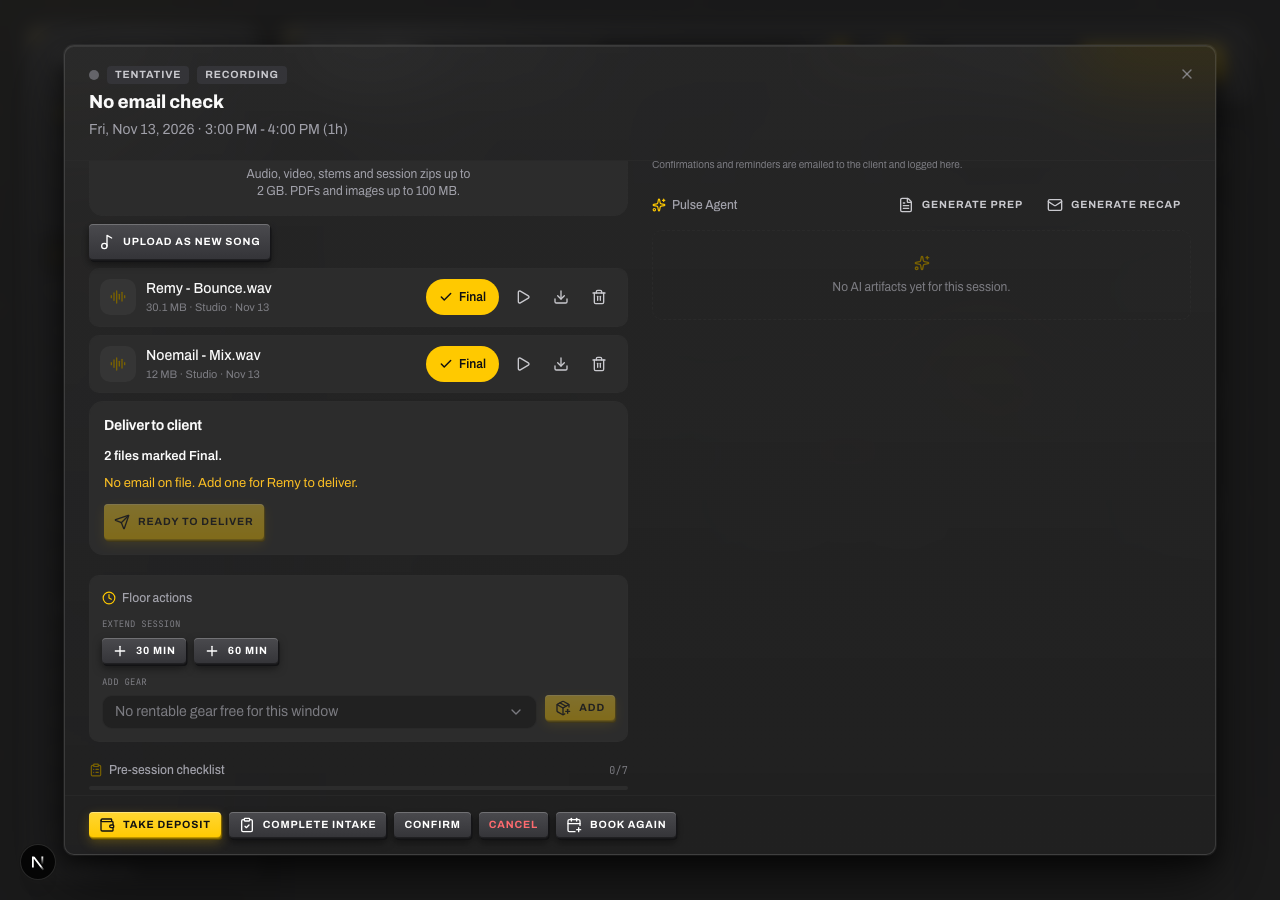 TENTATIVE
RECORDING
No email check
Fri, Nov 13, 2026 · 3:00 PM - 4:00 PM (1h)
Audio, video, stems and session zips up to
2 GB. PDFs and images up to 100 MB.
UPLOAD AS NEW SONG
Remy - Bounce.wav
30.1 MB · Studio · Nov 13
Final
Noemail - Mix.wav
12 MB · Studio · Nov 13
Final
Deliver to client
2 files marked Final.
No email on file. Add one for Remy to deliver.
READY TO DELIVER
Floor actions
EXTEND SESSION
30 MIN
60 MIN
ADD GEAR
No rentable gear free for this window
ADD
Pre-session checklist
0/7
Confirmations and reminders are emailed to the client and logged here.
Pulse Agent
GENERATE PREP
GENERATE RECAP
No AI artifacts yet for this session.
TAKE DEPOSIT
COMPLETE INTAKE
CONFIRM
CANCEL
BOOK AGAIN
N